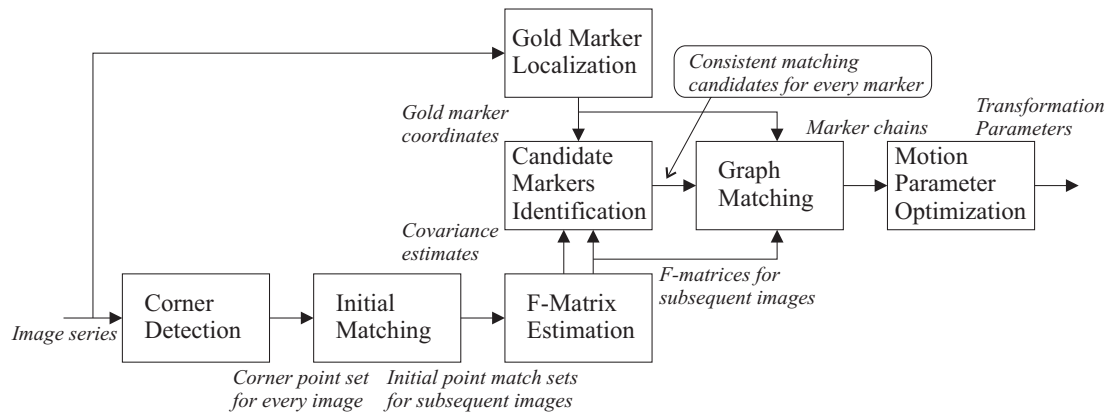 Gold Marker
Localization
Consistent matching
candidates for every marker
Gold marker
coordinates
Marker chains
Transformation
Parameters
Candidate
Markers
Identification
Graph
Matching
Motion
Parameter
Optimization
Covariance
estimates
F-matrices for
subsequent images
Image series
Corner
Detection
Initial
Matching
F-Matrix
Estimation
Corner point set
for every image
Initial point match sets
for subsequent images